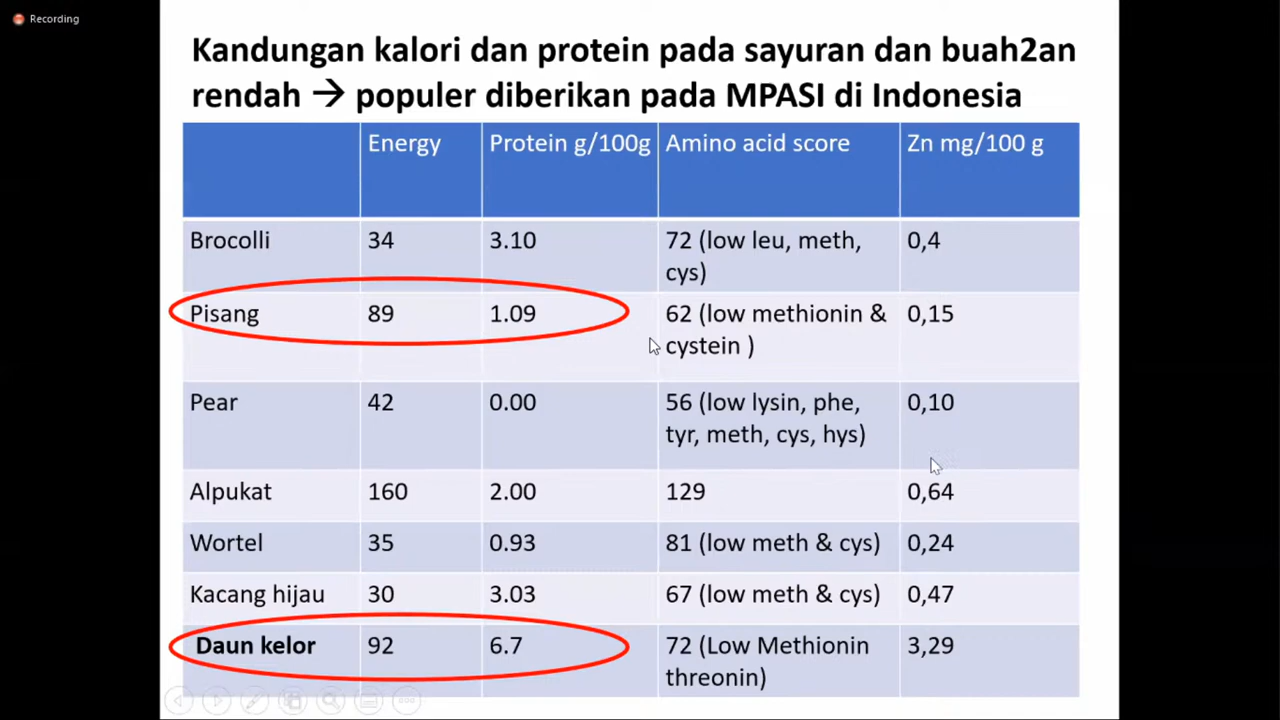 Recording
Kandungan kalori dan protein pada sayuran dan buah2an
rendah → populer diberikan pada MPASI di Indonesia
Energy Protein g/100g Amino acid score Zn mg/100 g
Brocolli 34 3.10 72 (low leu, meth, 0,4
cys)
Pisang 89 1.09 62 (low methionin & 0,15
cystein )
Pear 42 0.00 56 (low lysin, phe, 0,10
tyr, meth, cys, hys)
Alpukat 160 2.00 129 0,64
Wortel 35 0.93 81 (low meth & cys) 0,24
Kacang hijau 30 3.03 67 (low meth & cys) 0,47
Daun kelor 92 6.7 72 (Low Methionin 3,29
threonin)